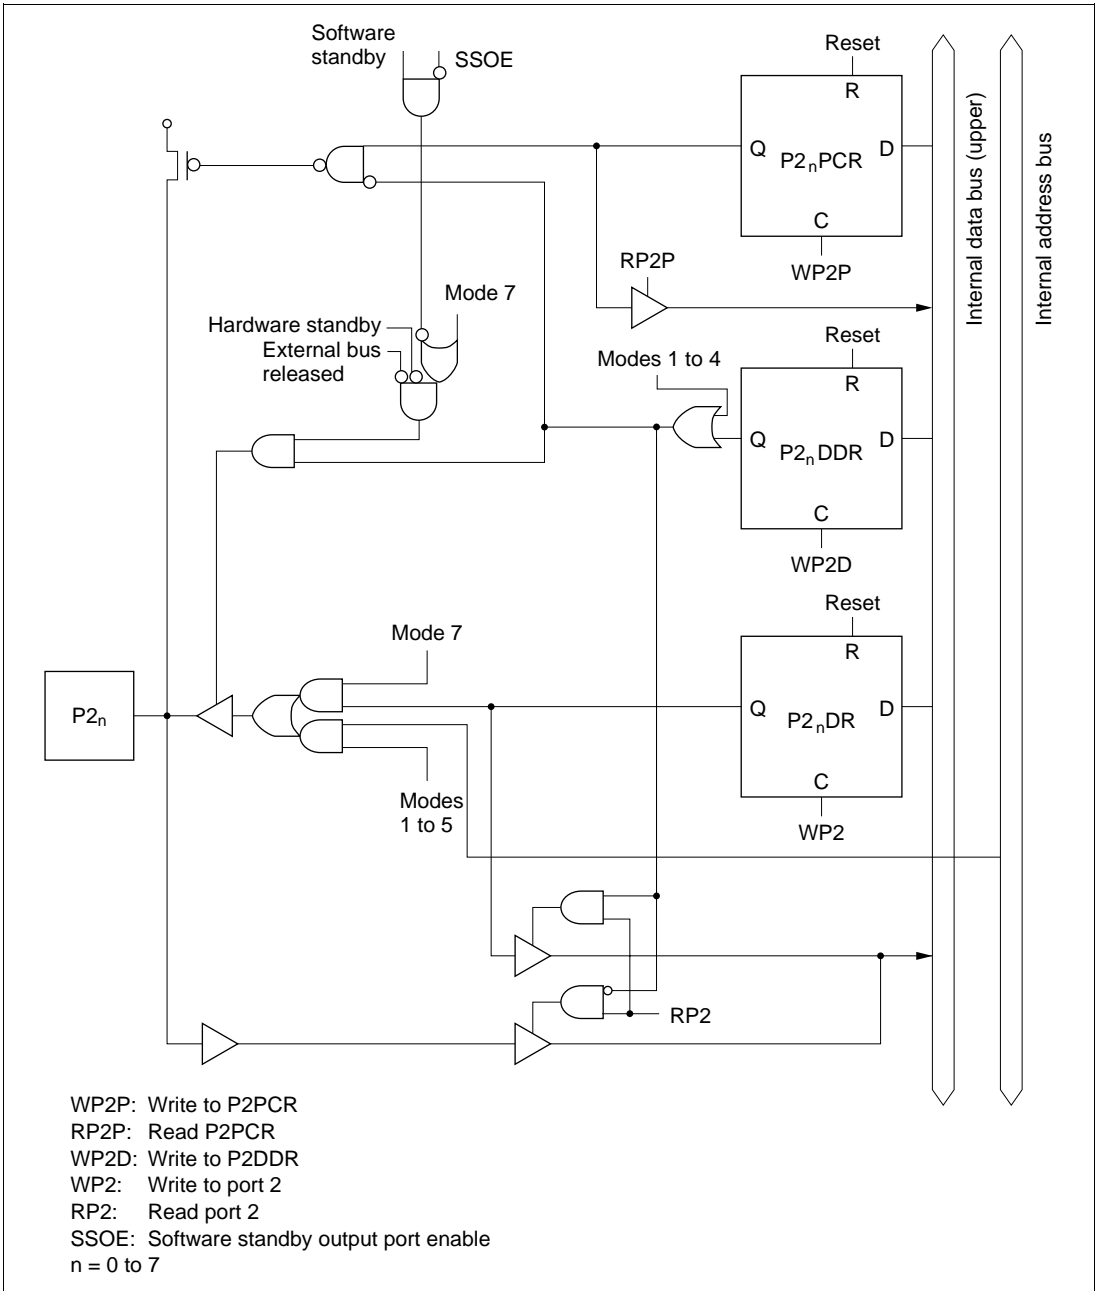 Software
standby
SSOE
Reset
R
Q
P2nPCR
D
C
WP2P
Internal data bus (upper)
Internal address bus
RP2P
Mode 7
Hardware standby
External bus
released
Modes 1 to 4
Reset
R
Q
P2nDDR
D
C
WP2D
Reset
Mode 7
R
P2n
Q
P2nDR
D
C
Modes
1 to 5
WP2
RP2
WP2P: Write to P2PCR
RP2P: Read P2PCR
WP2D: Write to P2DDR
WP2: Write to port 2
RP2: Read port 2
SSOE: Software standby output port enable
n = 0 to 7